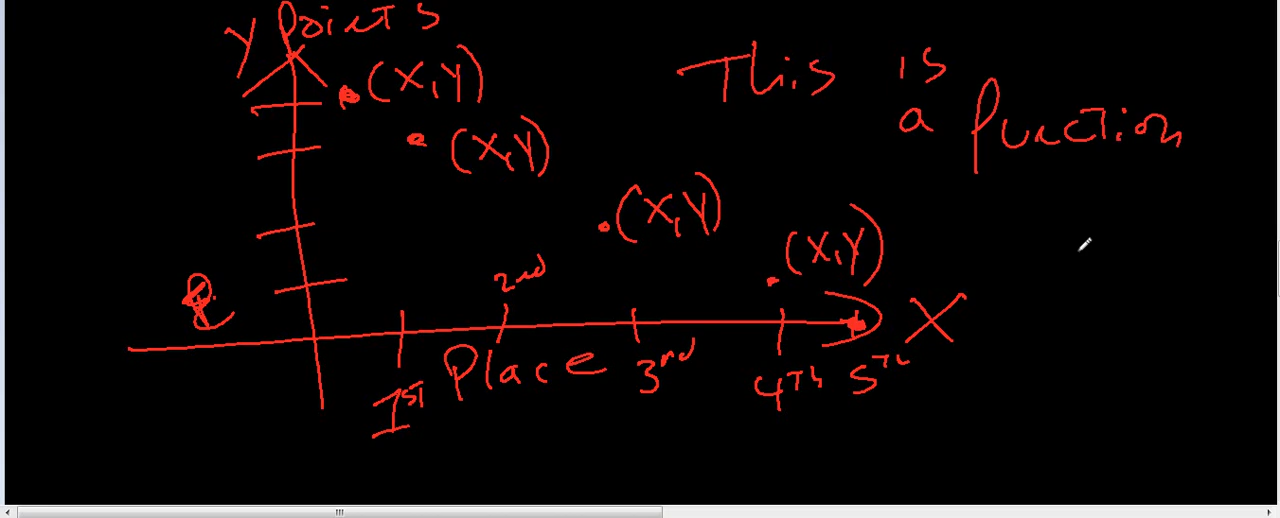 Y Points
This is
a function
(X,Y)
(X,Y)
(X,Y)
(X,Y)
2nd
X
1ST Place 3rd 4Th 5Th